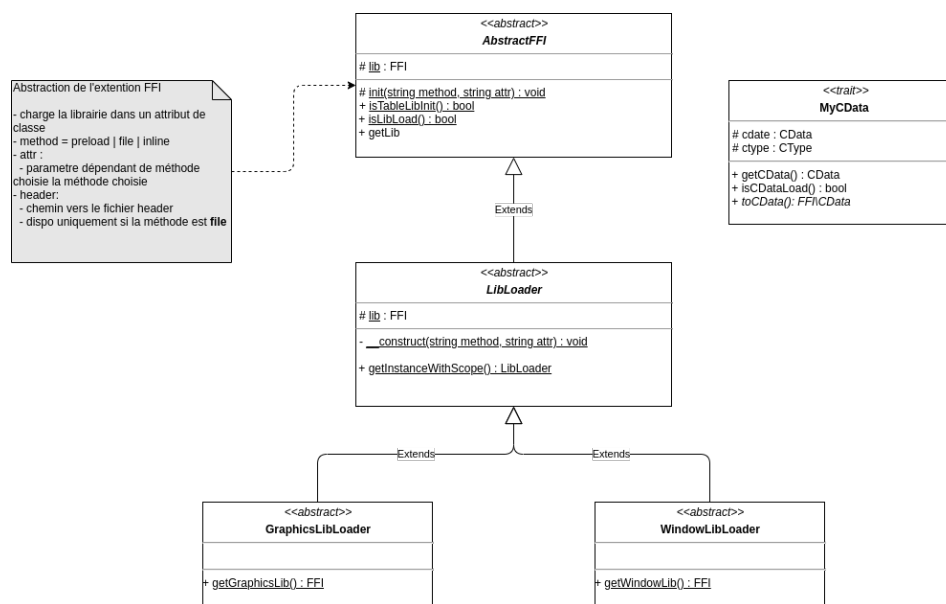 <<abstract>>
AbstractFFI
# lib : FFI
# init(string method, string attr) : void
+ isTableLibInit() : bool
+ isLibLoad() : bool
+ getLib
Abstraction de l'extention FFI
- charge la librairie dans un attribut de
classe
- method = preload | file | inline
- attr :
- parametre dépendant de méthode
choisie la méthode choisie
- header:
- chemin vers le fichier header
- dispo uniquement si la méthode est file
<<trait>>
MyCData
# cdate : CData
# ctype : CType
+ getCData() : CData
+ isCDataLoad() : bool
+ toCData(): FFI\CData
Extends
<<abstract>>
LibLoader
# lib : FFI
- __construct(string method, string attr) : void
+ getInstanceWithScope() : LibLoader
Extends
Extends
<<abstract>>
GraphicsLibLoader
+ getGraphicsLib() : FFI
<<abstract>>
WindowLibLoader
+ getWindowLib() : FFI